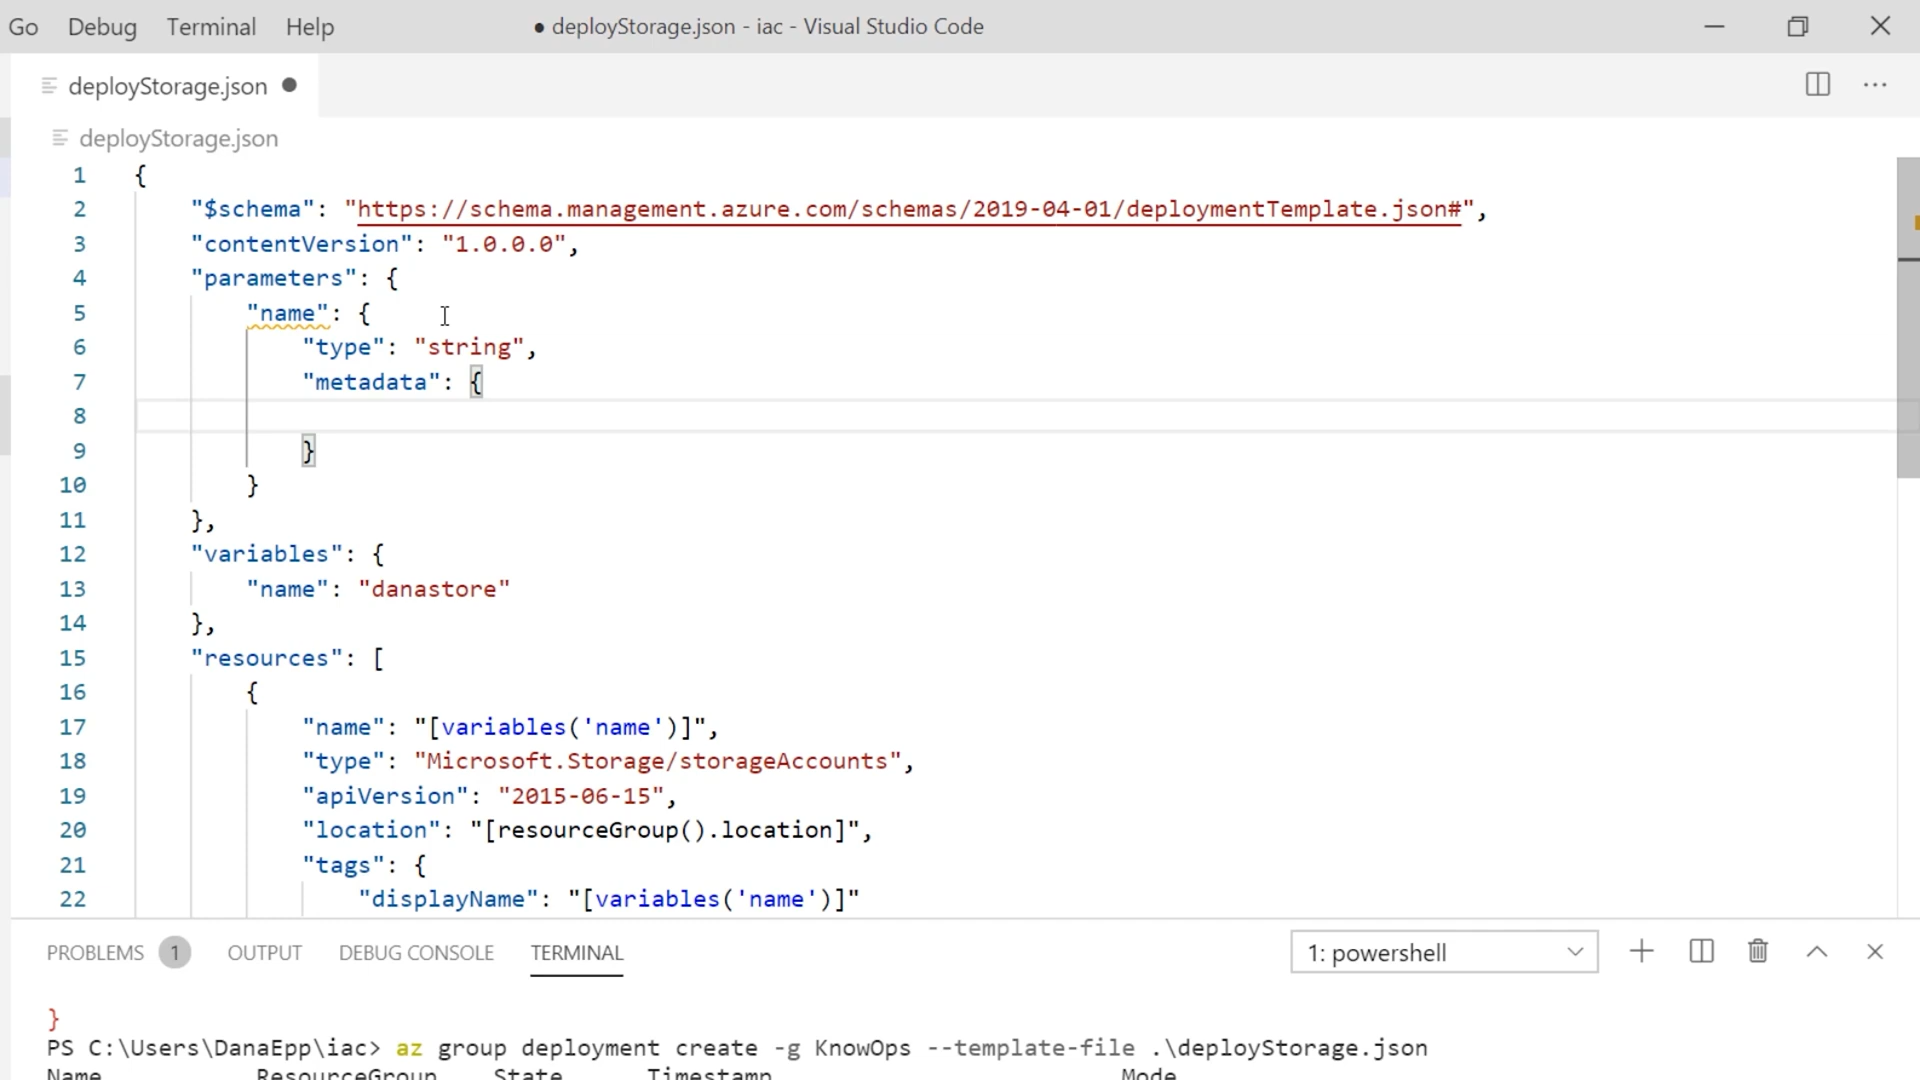 Go Debug Terminal Help ● deployStorage.json - iac - Visual Studio Code
deployStorage.json
deployStorage.json
1 {
2 "$schema": "https://schema.management.azure.com/schemas/2019-04-01/deploymentTemplate.json#",
3 "contentVersion": "1.0.0.0",
4 "parameters": {
5 "name": {
6 "type": "string",
7 "metadata": {
8
9 }
10 }
11 },
12 "variables": {
13 "name": "danastore"
14 },
15 "resources": [
16 {
17 "name": "[variables('name')]",
18 "type": "Microsoft.Storage/storageAccounts",
19 "apiVersion": "2015-06-15",
20 "location": "[resourceGroup().location]",
21 "tags": {
22 "displayName": "[variables('name')]"
PROBLEMS 1 OUTPUT DEBUG CONSOLE TERMINAL 1: powershell
}
PS C:\Users\DanaEpp\iac> az group deployment create -g KnowOps --template-file .\deployStorage.json
Name ResourceGroup State Timestamp Mode